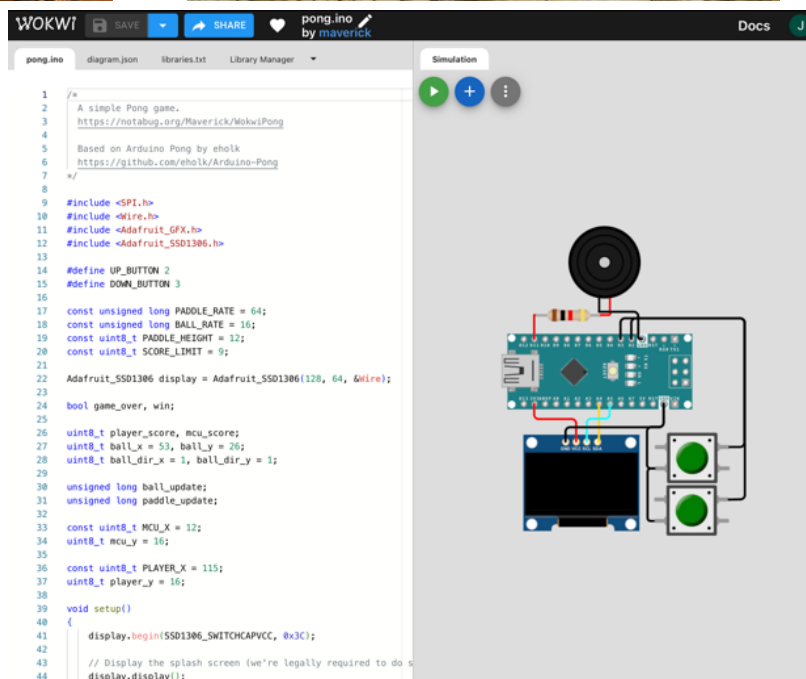 WOKWI SAVE SHARE pong.ino Docs J
by maverick
pong.ino diagram.json libraries.txt Library Manager Simulation
1 /*
2 A simple Pong game.
3 https://notabug.org/Maverick/WokwiPong
4
5 Based on Arduino Pong by eholk
6 https://github.com/eholk/Arduino-Pong
7 */
8
9 #include <SPI.h>
10 #include <Wire.h>
11 #include <Adafruit_GFX.h>
12 #include <Adafruit_SSD1306.h>
13
14 #define UP_BUTTON 2
15 #define DOWN_BUTTON 3
16
17 const unsigned long PADDLE_RATE = 64;
18 const unsigned long BALL_RATE = 16;
19 const uint8_t PADDLE_HEIGHT = 12;
20 const uint8_t SCORE_LIMIT = 9;
21
22 Adafruit_SSD1306 display = Adafruit_SSD1306(128, 64, &Wire);
23
24 bool game_over, win;
25
26 uint8_t player_score, mcu_score;
27 uint8_t ball_x = 53, ball_y = 26;
28 uint8_t ball_dir_x = 1, ball_dir_y = 1;
29
30 unsigned long ball_update;
31 unsigned long paddle_update;
32
33 const uint8_t MCU_X = 12;
34 uint8_t mcu_y = 16;
35
36 const uint8_t PLAYER_X = 115;
37 uint8_t player_y = 16;
38
39 void setup()
40 {
41 display.begin(SSD1306_SWITCHCAPVCC, 0x3C);
42
43 // Display the splash screen (we're legally required to do s
44 display.display();
GND VCC SCL SDA